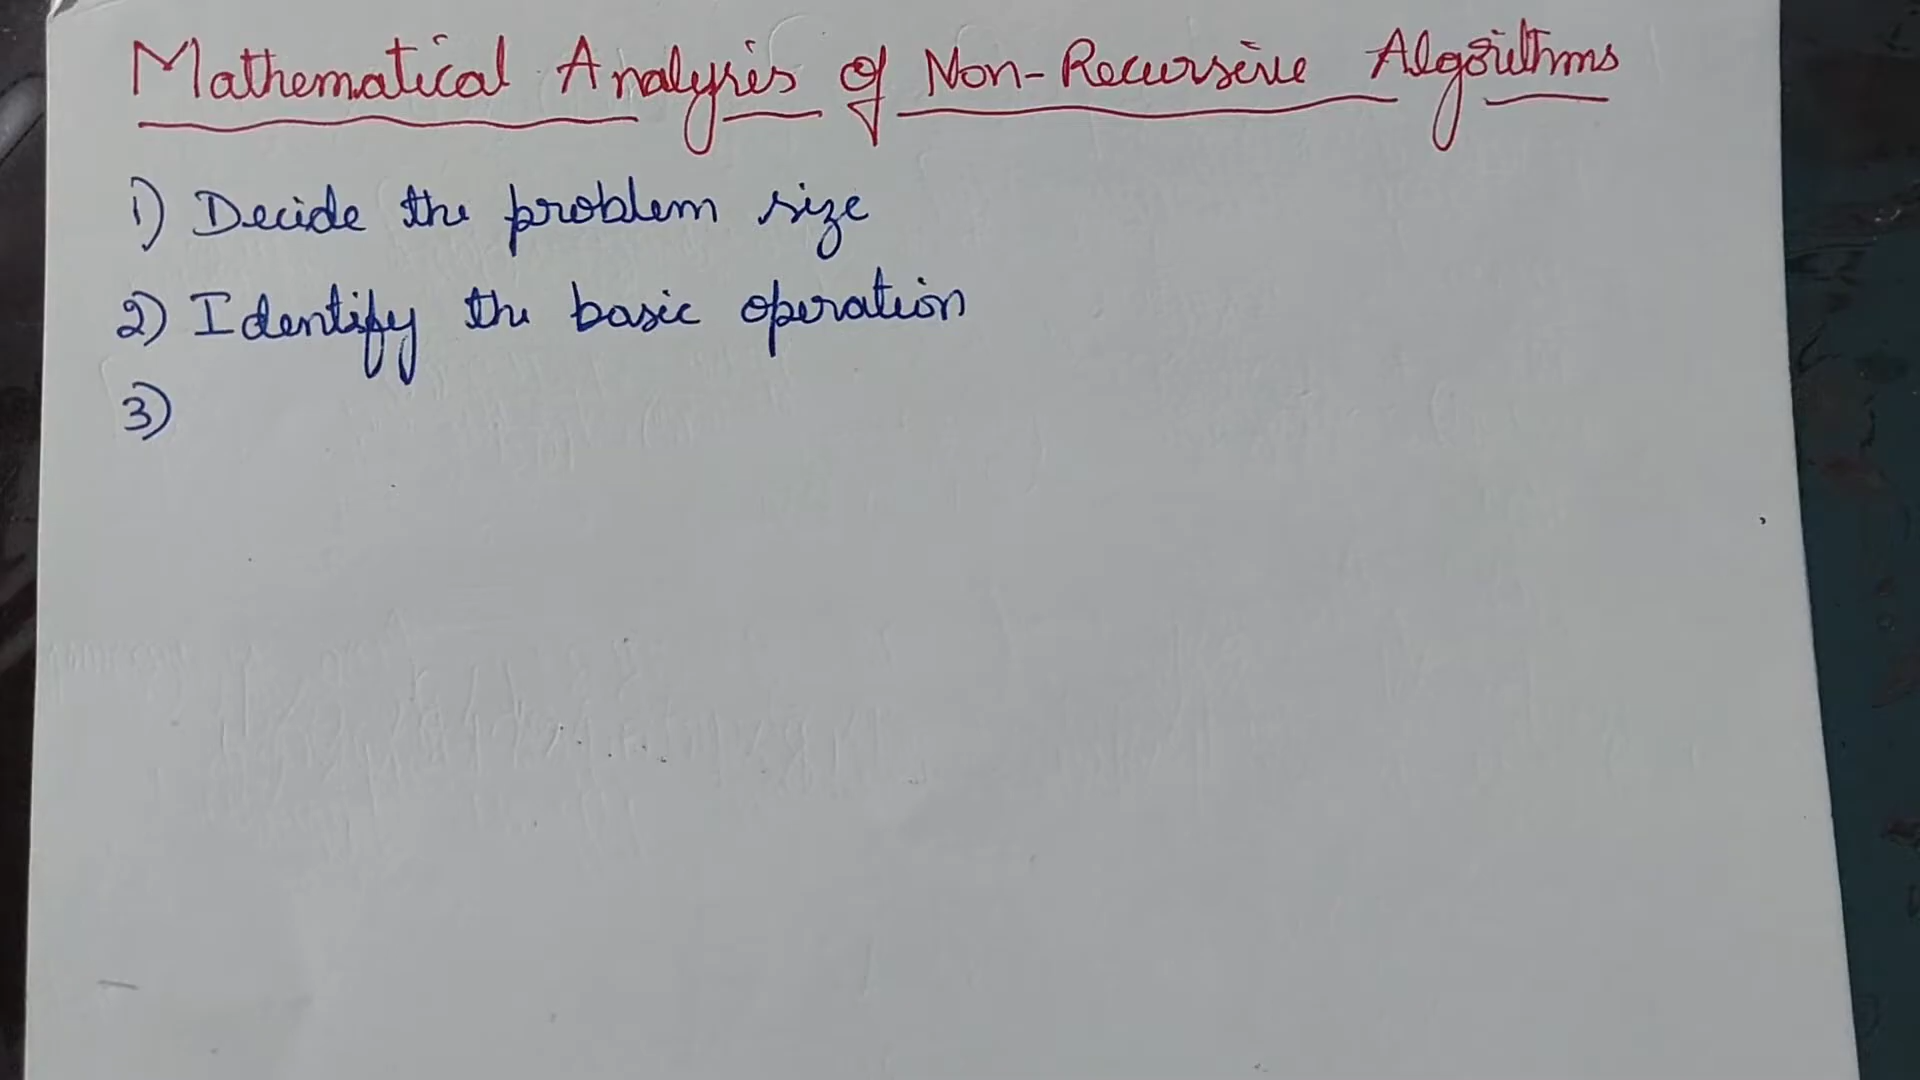 Mathematical Analysis of Non-Recursive Algorithms
1) Decide the problem size
2) Identify the basic operation
3)